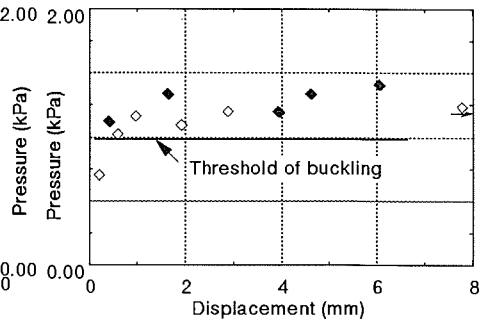 2.00 2.00
Pressure (kPa)
Pressure (kPa)
Threshold of buckling
0.00 0.00
0
0 2 4 6 8
Displacement (mm)